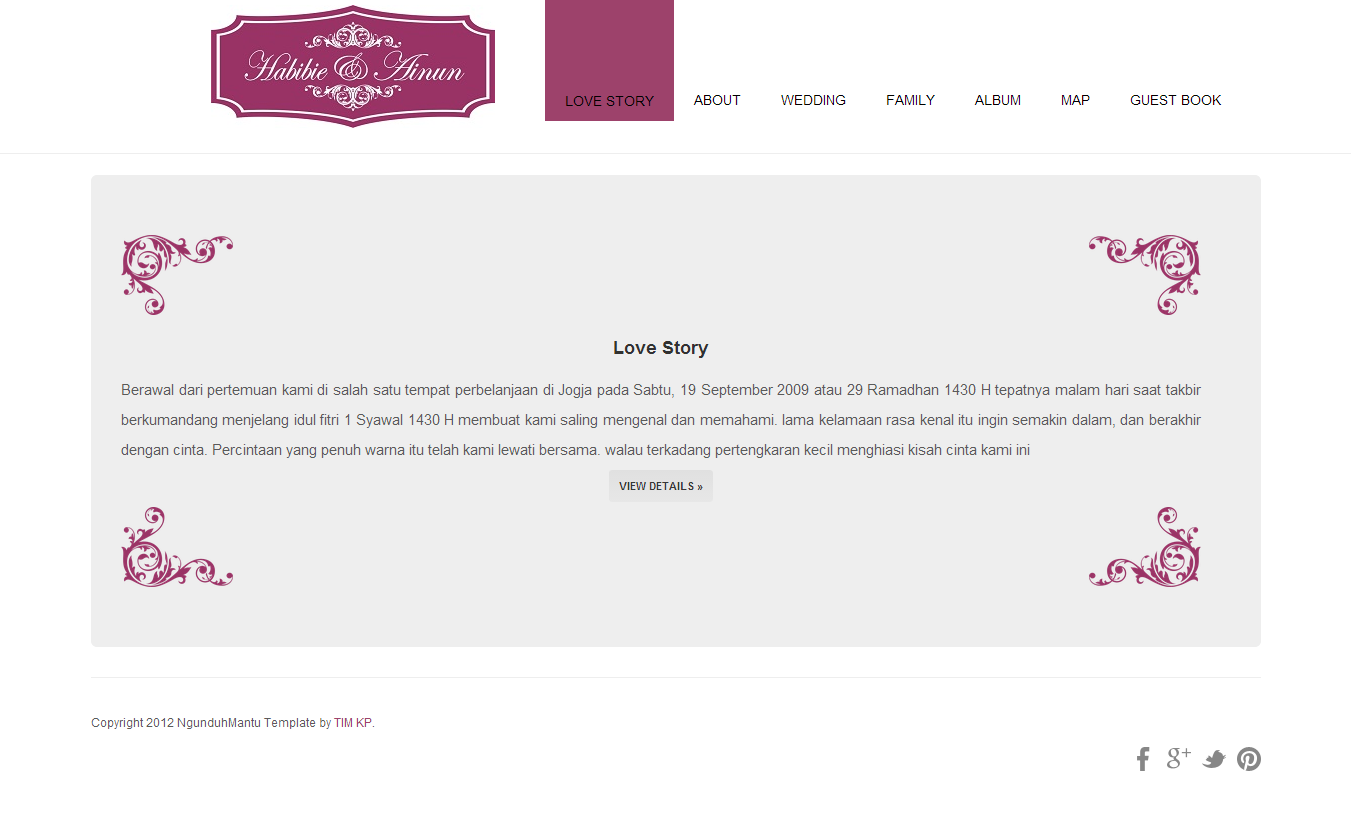 Habibie & Ainun
LOVE STORY ABOUT WEDDING FAMILY ALBUM MAP GUEST BOOK
Love Story
Berawal dari pertemuan kami di salah satu tempat perbelanjaan di Jogja pada Sabtu, 19 September 2009 atau 29 Ramadhan 1430 H tepatnya malam hari saat takbir
berkumandang menjelang idul fitri 1 Syawal 1430 H membuat kami saling mengenal dan memahami. lama kelamaan rasa kenal itu ingin semakin dalam, dan berakhir
dengan cinta. Percintaan yang penuh warna itu telah kami lewati bersama. walau terkadang pertengkaran kecil menghiasi kisah cinta kami ini
VIEW DETAILS »
Copyright 2012 NgunduhMantu Template by TIM KP.